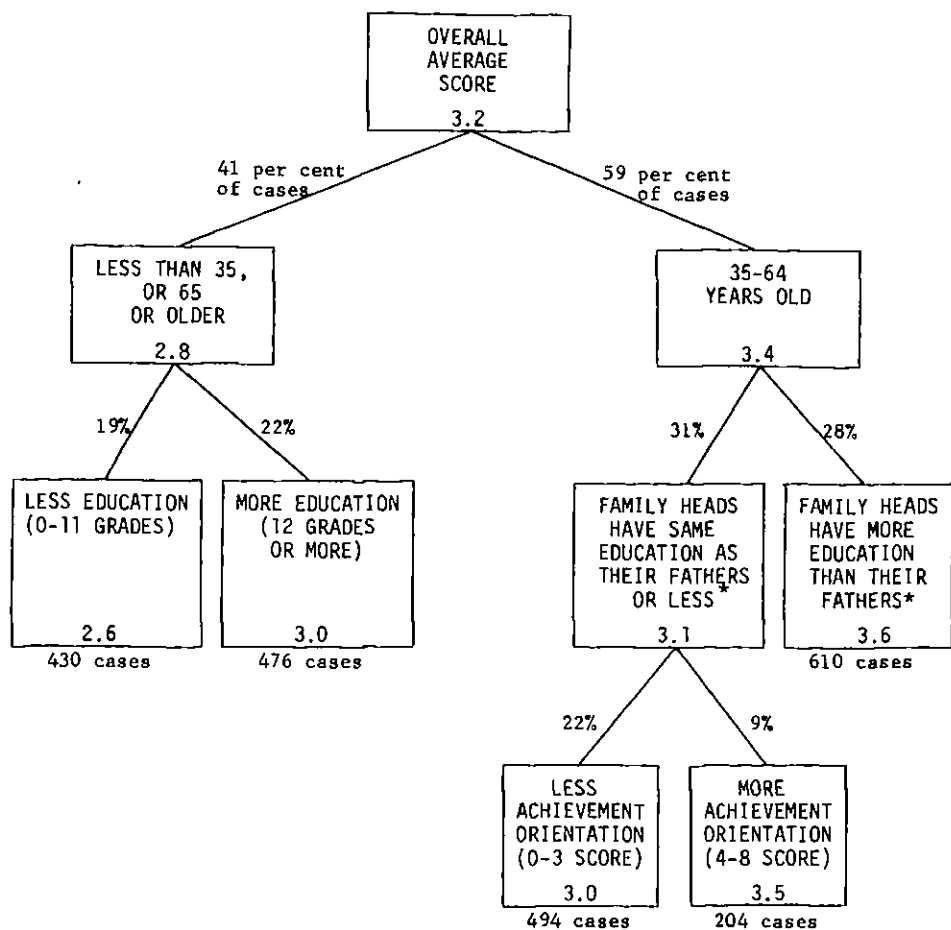 OVERALL
AVERAGE
SCORE
3.2
41 per cent
of cases
59 per cent
of cases
LESS THAN 35,
OR 65
OR OLDER
2.8
35-64
YEARS OLD
3.4
19%
22%
31%
28%
LESS EDUCATION
(0-11 GRADES)
2.6
430 cases
MORE EDUCATION
(12 GRADES
OR MORE)
3.0
476 cases
FAMILY HEADS
HAVE SAME
EDUCATION AS
THEIR FATHERS
OR LESS*
3.1
FAMILY HEADS
HAVE MORE
EDUCATION
THAN THEIR
FATHERS*
3.6
610 cases
22%
9%
LESS
ACHIEVEMENT
ORIENTATION
(0-3 SCORE)
3.0
494 cases
MORE
ACHIEVEMENT
ORIENTATION
(4-8 SCORE)
3.5
204 cases